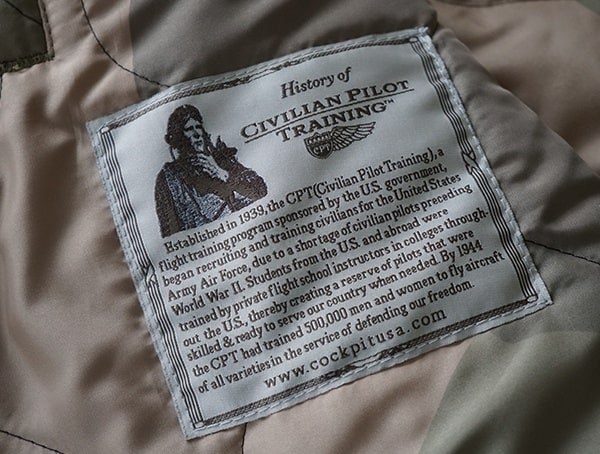 History of
CIVILIAN PILOT
TRAINING™
CPT
Established in 1939, the CPT(Civilian Pilot Training), a
flight training program sponsored by the U.S. government,
began recruiting and training civilians for the United States
Army Air Force, due to a shortage of civilian pilots preceding
World War II. Students from the U.S. and abroad were
trained by private flight school instructors in colleges through-
out the U.S., thereby creating a reserve of pilots that were
skilled & ready to serve our country when needed. By 1944
the CPT had trained 500,000 men and women to fly aircraft
of all varieties in the service of defending our freedom.
www.cockpitusa.com